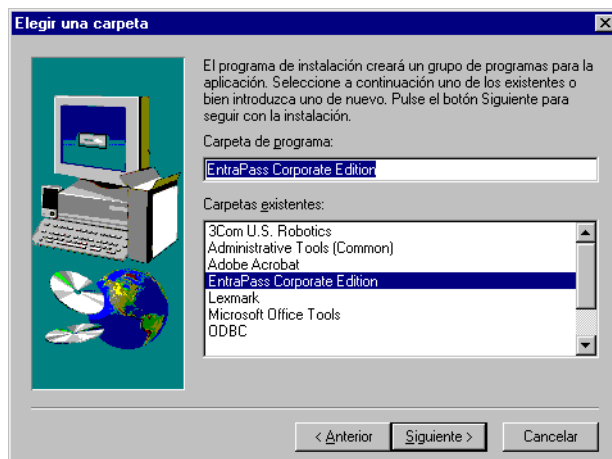 Elegir una carpeta
El programa de instalación creará un grupo de programas para la
aplicación. Seleccione a continuación uno de los existentes o
bien introduzca uno de nuevo. Pulse el botón Siguiente para
seguir con la instalación.
Carpeta de programa:
EntraPass Corporate Edition
Carpetas existentes:
3Com U.S. Robotics
Administrative Tools (Common)
Adobe Acrobat
EntraPass Corporate Edition
Lexmark
Microsoft Office Tools
ODBC
< Anterior
Siguiente >
Cancelar